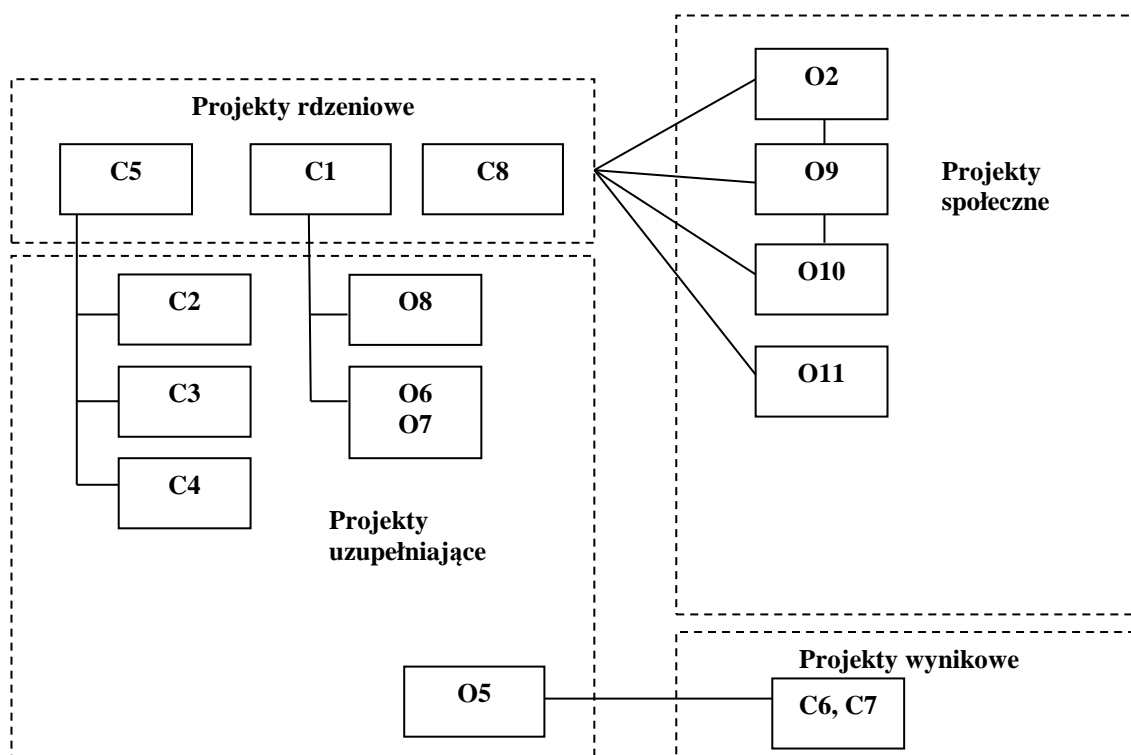 Projekty rdzeniowe
C5
C1
C8
C2
C3
C4
O8
O6
O7
Projekty
uzupełniające
O5
O2
O9
O10
O11
Projekty
społeczne
Projekty wynikowe
C6, C7